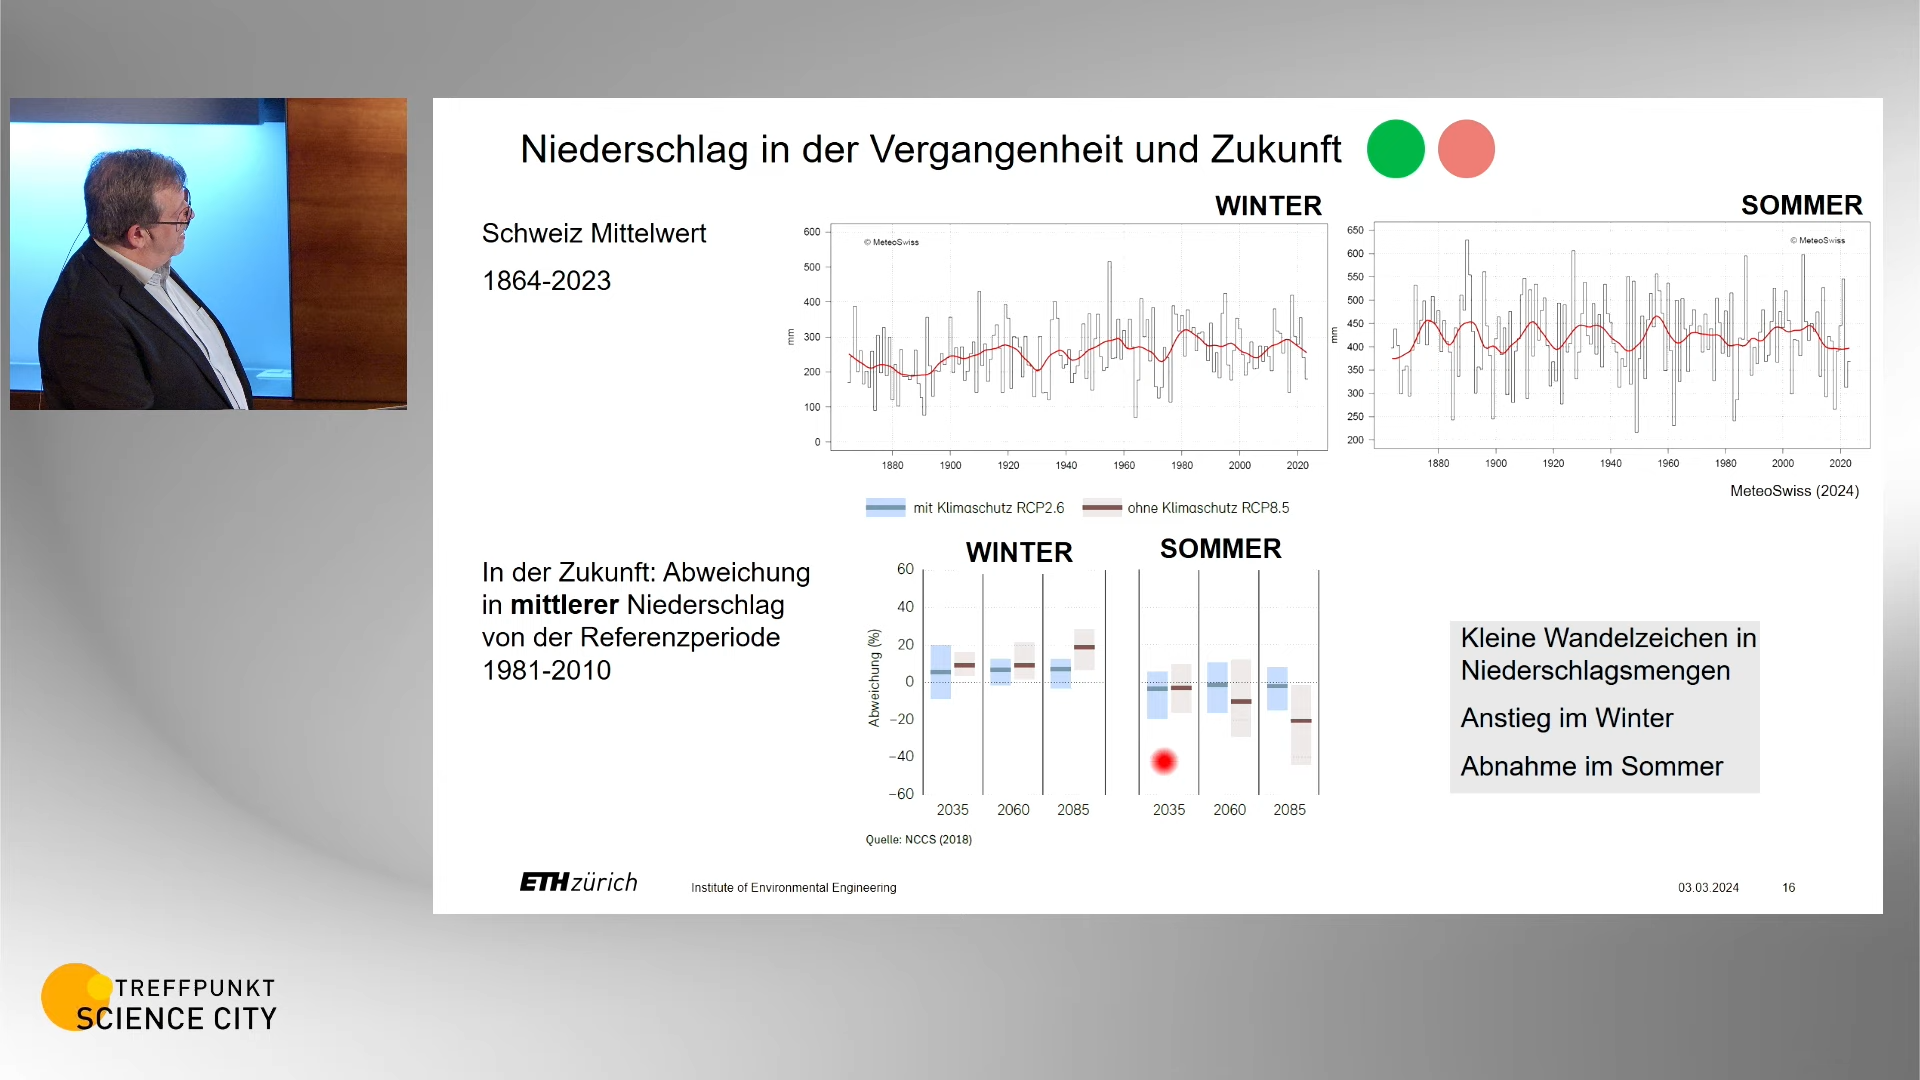 Niederschlag in der Vergangenheit und Zukunft
Schweiz Mittelwert
1864-2023
WINTER
© MeteoSwiss
600
500
400
300
200
100
0
mm
1880 1900 1920 1940 1960 1980 2000 2020
SOMMER
© MeteoSwiss
650
600
550
500
450
400
350
300
250
200
mm
1880 1900 1920 1940 1960 1980 2000 2020
MeteoSwiss (2024)
mit Klimaschutz RCP2.6 ohne Klimaschutz RCP8.5
In der Zukunft: Abweichung
in mittlerer Niederschlag
von der Referenzperiode
1981-2010
WINTER
SOMMER
Abweichung (%)
60
40
20
0
−20
−40
−60
2035 2060 2085
2035 2060 2085
Quelle: NCCS (2018)
Kleine Wandelzeichen in
Niederschlagsmengen
Anstieg im Winter
Abnahme im Sommer
ETH zürich
Institute of Environmental Engineering
03.03.2024
16
TREFFPUNKT
SCIENCE CITY